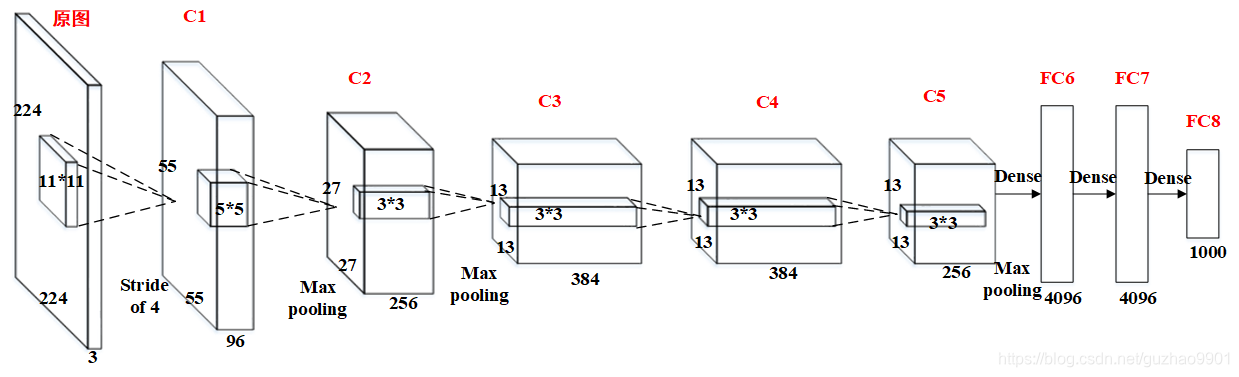 原图
C1
C2
C3
C4
C5
FC6
FC7
FC8
224
11*11
224
3
Stride
of 4
55
5*5
55
96
Max
pooling
27
3*3
27
256
Max
pooling
13
3*3
13
384
13
3*3
13
384
13
3*3
13
256
Max
pooling
Dense
4096
Dense
4096
Dense
1000
https://blog.csdn.net/guzhao9901